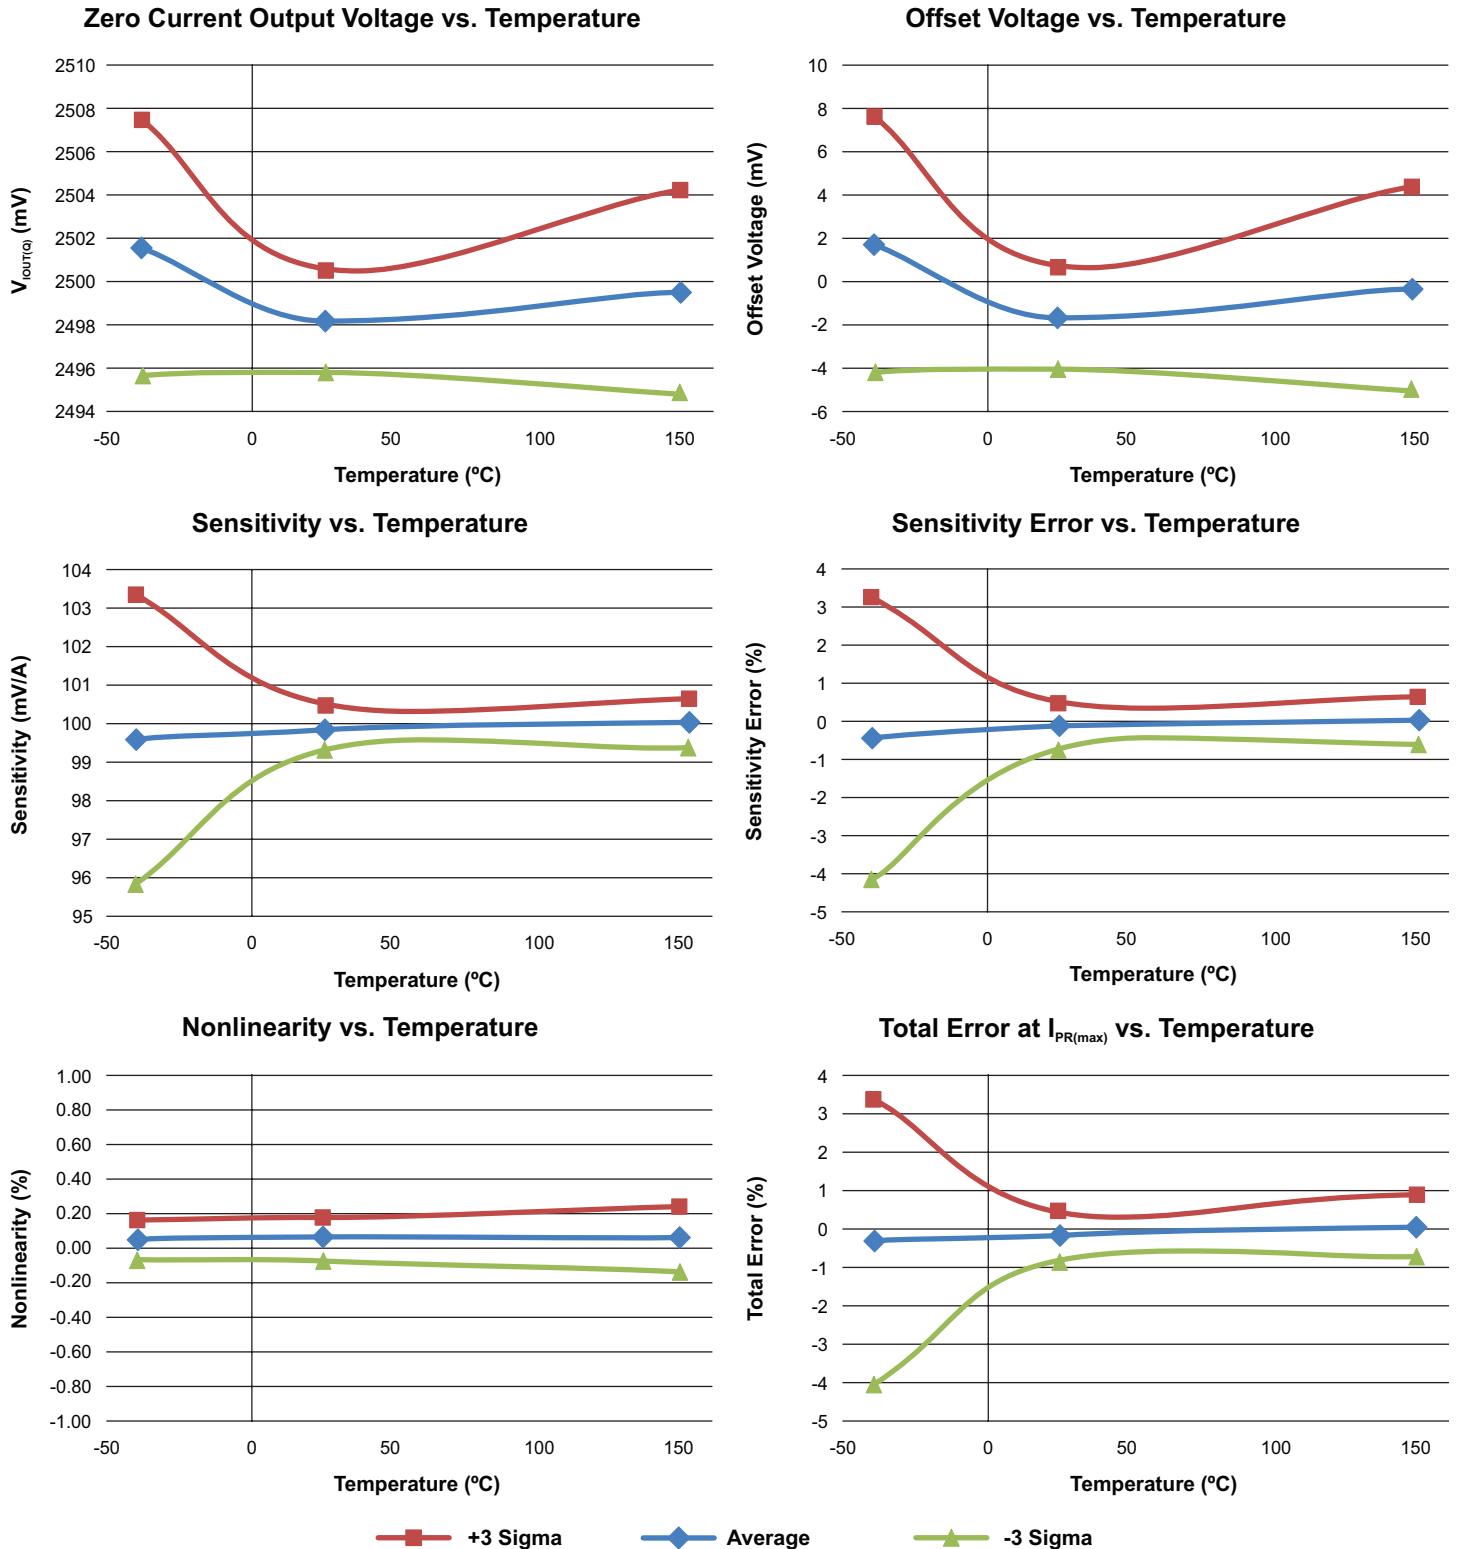 Zero Current Output Voltage vs. Temperature
2510
2508
2506
2504
2502
2500
2498
2496
2494
-50 0 50 100 150
VIOUT(Q) (mV)
Temperature (ºC)
Offset Voltage vs. Temperature
10
8
6
4
2
0
-2
-4
-6
-50 0 50 100 150
Offset Voltage (mV)
Temperature (ºC)
Sensitivity vs. Temperature
104
103
102
101
100
99
98
97
96
95
-50 0 50 100 150
Sensitivity (mV/A)
Temperature (ºC)
Sensitivity Error vs. Temperature
4
3
2
1
0
-1
-2
-3
-4
-5
-50 0 50 100 150
Sensitivity Error (%)
Temperature (ºC)
Nonlinearity vs. Temperature
1.00
0.80
0.60
0.40
0.20
0.00
-0.20
-0.40
-0.60
-0.80
-1.00
-50 0 50 100 150
Nonlinearity (%)
Temperature (ºC)
Total Error at IPR(max) vs. Temperature
4
3
2
1
0
-1
-2
-3
-4
-5
-50 0 50 100 150
Total Error (%)
Temperature (ºC)
+3 Sigma Average -3 Sigma